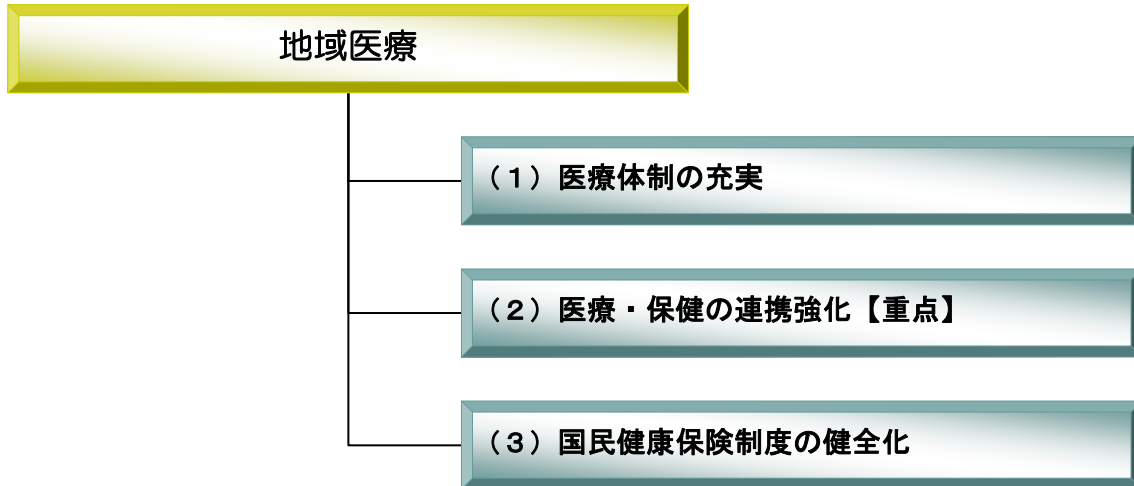 地域医療
（１）医療体制の充実
（２）医療・保健の連携強化【重点】
（３）国民健康保険制度の健全化